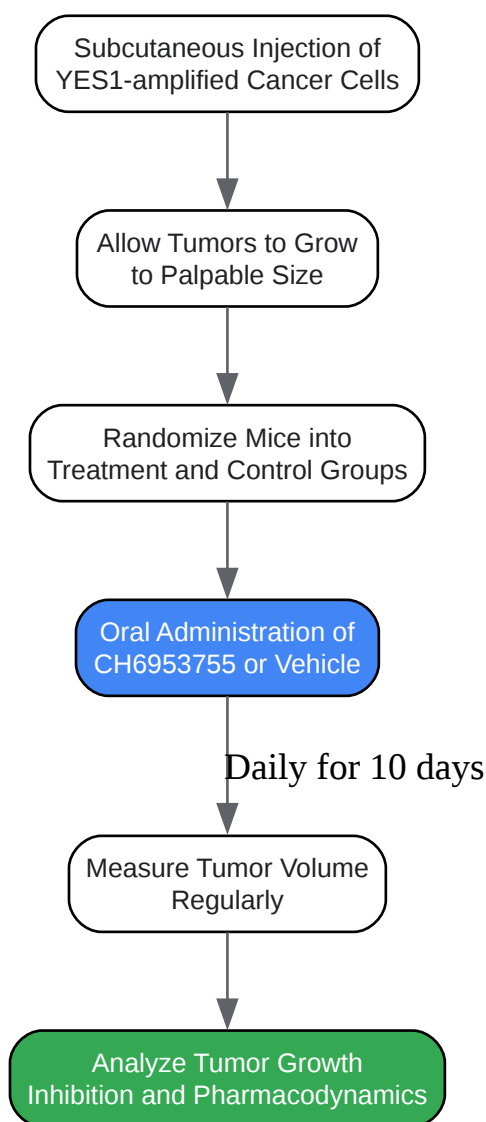 Subcutaneous Injection of
YES1-amplified Cancer Cells
Allow Tumors to Grow
to Palpable Size
Randomize Mice into
Treatment and Control Groups
Oral Administration of
CH6953755 or Vehicle
Daily for 10 days
Measure Tumor Volume
Regularly
Analyze Tumor Growth
Inhibition and Pharmacodynamics